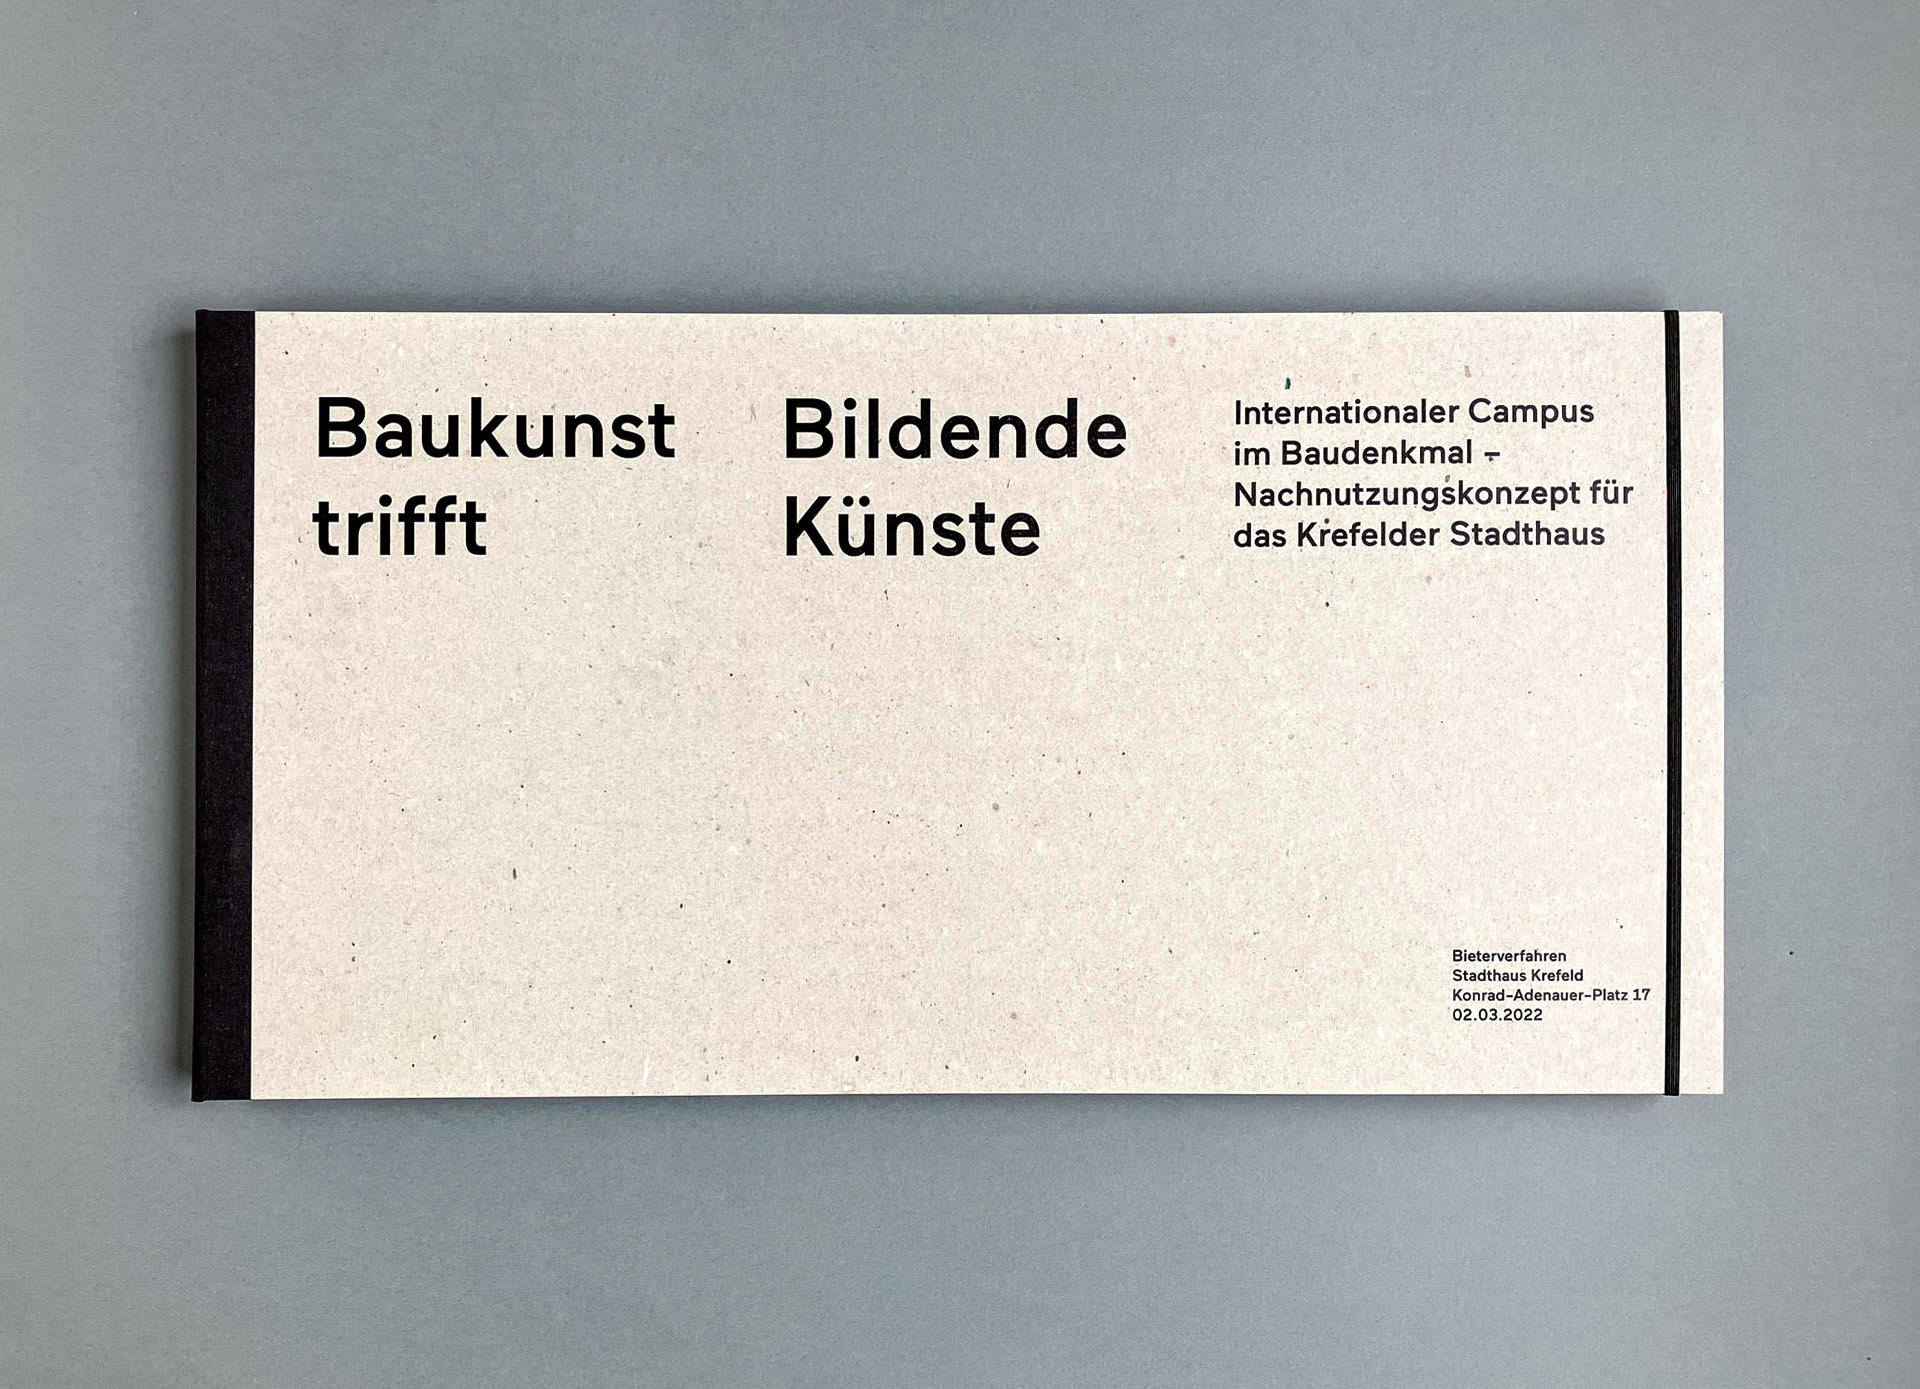 Baukunst
trifft
Bildende
Künste
Internationaler Campus
im Baudenkmal –
Nachnutzungskonzept für
das Krefelder Stadthaus
Bieterverfahren
Stadthaus Krefeld
Konrad-Adenauer-Platz 17
02.03.2022